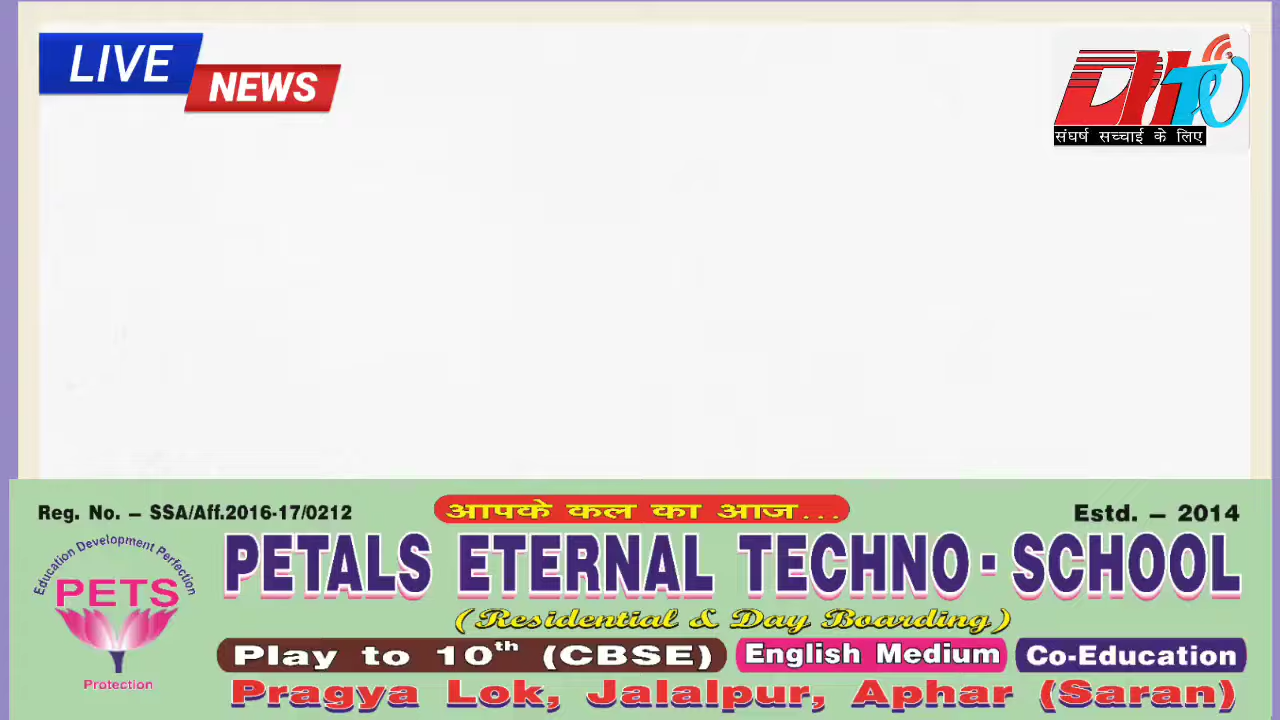 LIVE
NEWS
संघर्ष सच्चाई के लिए
Reg. No. – SSA/Aff.2016-17/0212
आपके कल का आज...
Estd. – 2014
Education Development Perfection
PETS
Protection
PETALS ETERNAL TECHNO - SCHOOL
(Residential & Day Boarding)
Play to 10th (CBSE)
English Medium
Co-Education
Pragya Lok, Jalalpur, Aphar (Saran)